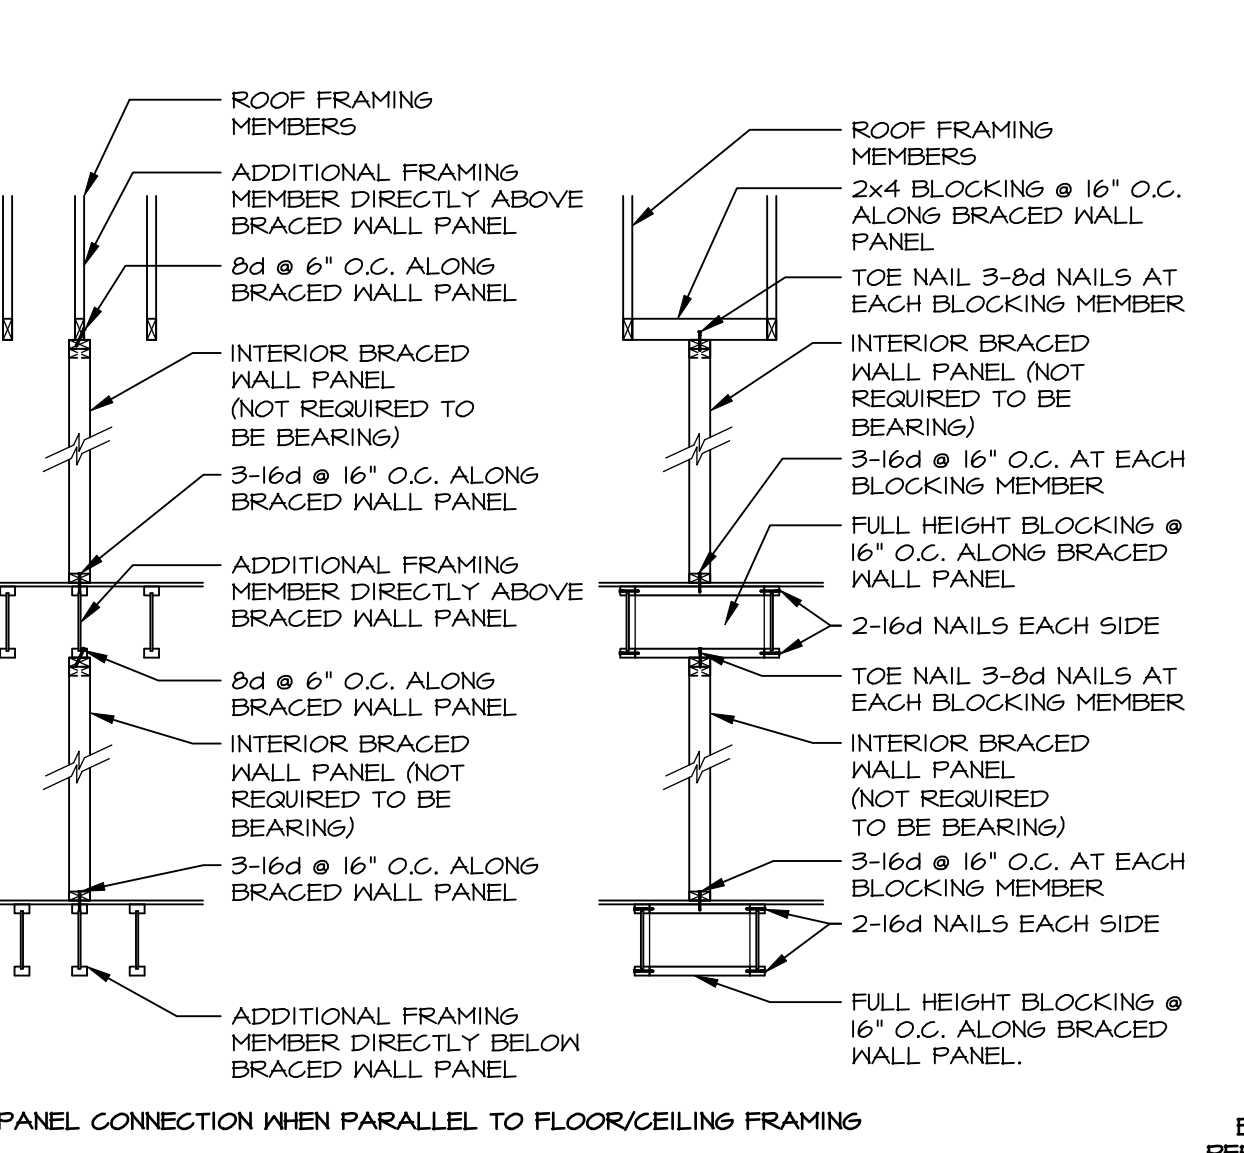 ROOF FRAMING
MEMBERS
ADDITIONAL FRAMING
MEMBER DIRECTLY ABOVE
BRACED WALL PANEL
8d @ 6" O.C. ALONG
BRACED WALL PANEL
INTERIOR BRACED
WALL PANEL
(NOT REQUIRED TO
BE BEARING)
3-16d @ 16" O.C. ALONG
BRACED WALL PANEL
ADDITIONAL FRAMING
MEMBER DIRECTLY ABOVE
BRACED WALL PANEL
8d @ 6" O.C. ALONG
BRACED WALL PANEL
INTERIOR BRACED
WALL PANEL (NOT
REQUIRED TO BE
BEARING)
3-16d @ 16" O.C. ALONG
BRACED WALL PANEL
ADDITIONAL FRAMING
MEMBER DIRECTLY BELOW
BRACED WALL PANEL
ROOF FRAMING
MEMBERS
2x4 BLOCKING @ 16" O.C.
ALONG BRACED WALL
PANEL
TOE NAIL 3-8d NAILS AT
EACH BLOCKING MEMBER
INTERIOR BRACED
WALL PANEL (NOT
REQUIRED TO BE
BEARING)
3-16d @ 16" O.C. AT EACH
BLOCKING MEMBER
FULL HEIGHT BLOCKING @
16" O.C. ALONG BRACED
WALL PANEL
2-16d NAILS EACH SIDE
TOE NAIL 3-8d NAILS AT
EACH BLOCKING MEMBER
INTERIOR BRACED
WALL PANEL
(NOT REQUIRED
TO BE BEARING)
3-16d @ 16" O.C. AT EACH
BLOCKING MEMBER
2-16d NAILS EACH SIDE
FULL HEIGHT BLOCKING @
16" O.C. ALONG BRACED
WALL PANEL.
PANEL CONNECTION WHEN PARALLEL TO FLOOR/CEILING FRAMING